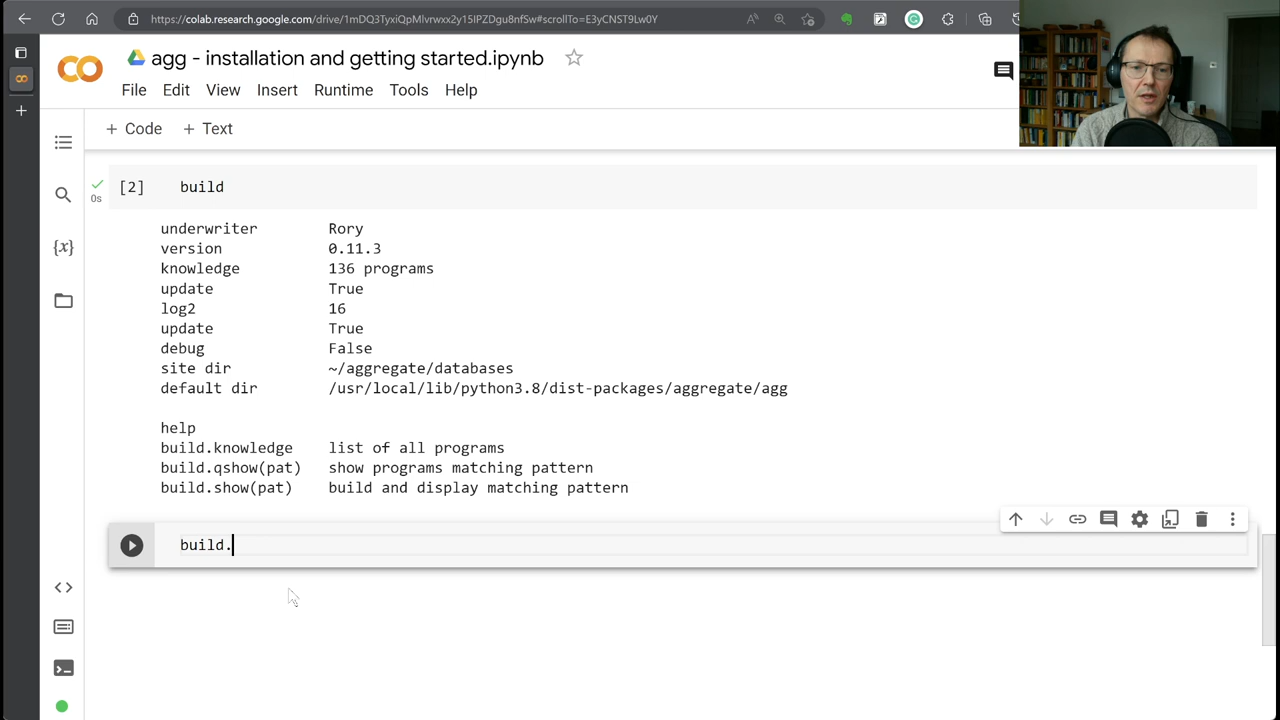 https://colab.research.google.com/drive/1mDQ3TyxiQpMlvrwxx2y15IPZDgu8nfSw#scrollTo=E3yCNST9Lw0Y
agg - installation and getting started.ipynb
File Edit View Insert Runtime Tools Help
+ Code + Text
[2] build
0s
underwriter Rory
version 0.11.3
knowledge 136 programs
update True
log2 16
update True
debug False
site dir ~/aggregate/databases
default dir /usr/local/lib/python3.8/dist-packages/aggregate/agg
help
build.knowledge list of all programs
build.qshow(pat) show programs matching pattern
build.show(pat) build and display matching pattern
build.